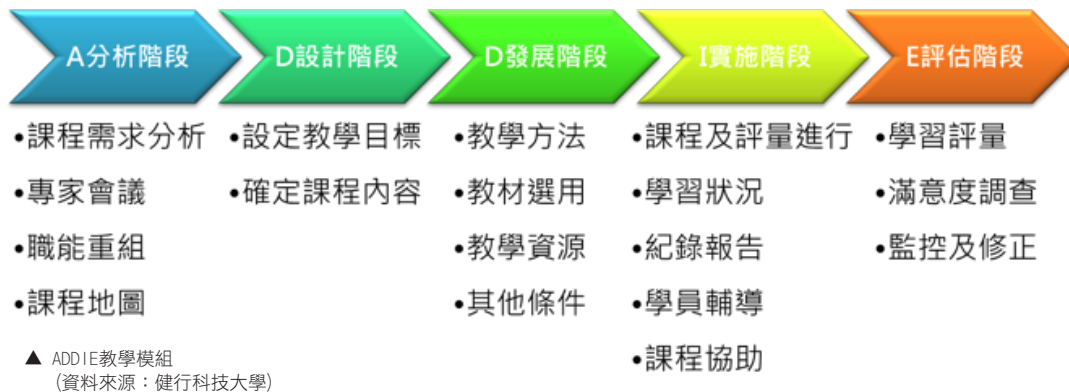 A分析階段
D設計階段
D發展階段
I實施階段
E評估階段
•課程需求分析
•專家會議
•職能重組
•課程地圖
•設定教學目標
•確定課程內容
•教學方法
•教材選用
•教學資源
•其他條件
•課程及評量進行
•學習狀況
•紀錄報告
•學員輔導
•課程協助
•學習評量
•滿意度調查
•監控及修正
▲ ADDIE教學模組
(資料來源：健行科技大學)